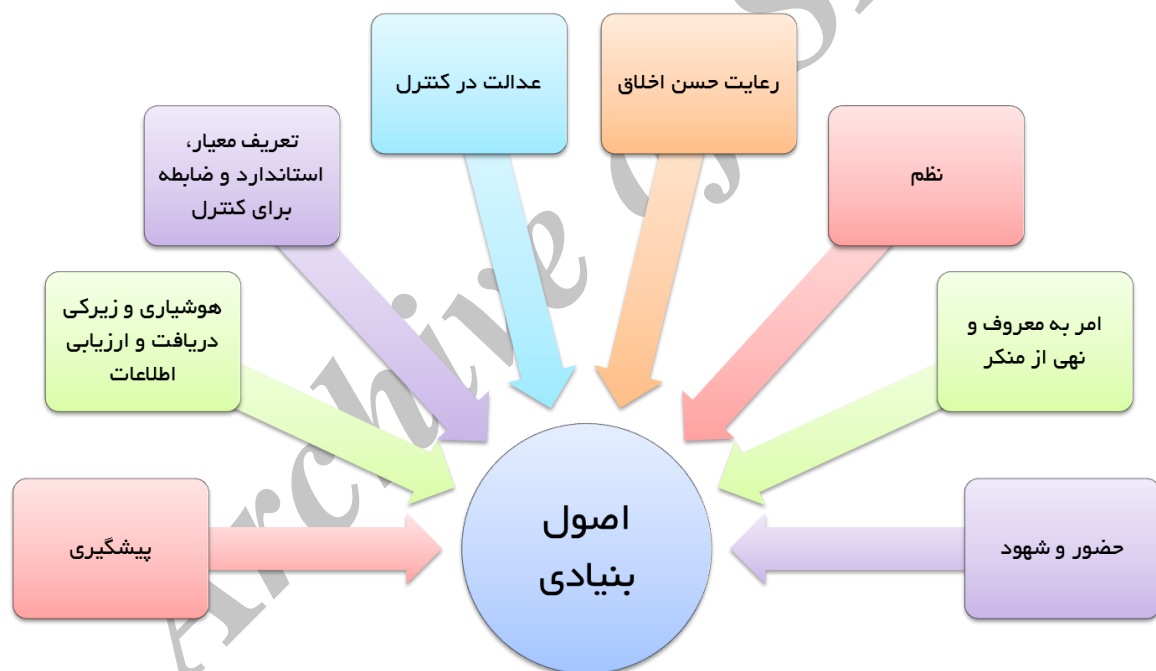 رعایت حسن اخلاق
عدالت در کنترل
نظم
تعریف معیار،
استاندارد و ضابطه
برای کنترل
امر به معروف و
نهی از منکر
هوشیاری و زیرکی
دریافت و ارزیابی
اطلاعات
حضور و شهود
پیشگیری
اصول
بنیادی
Archive of S